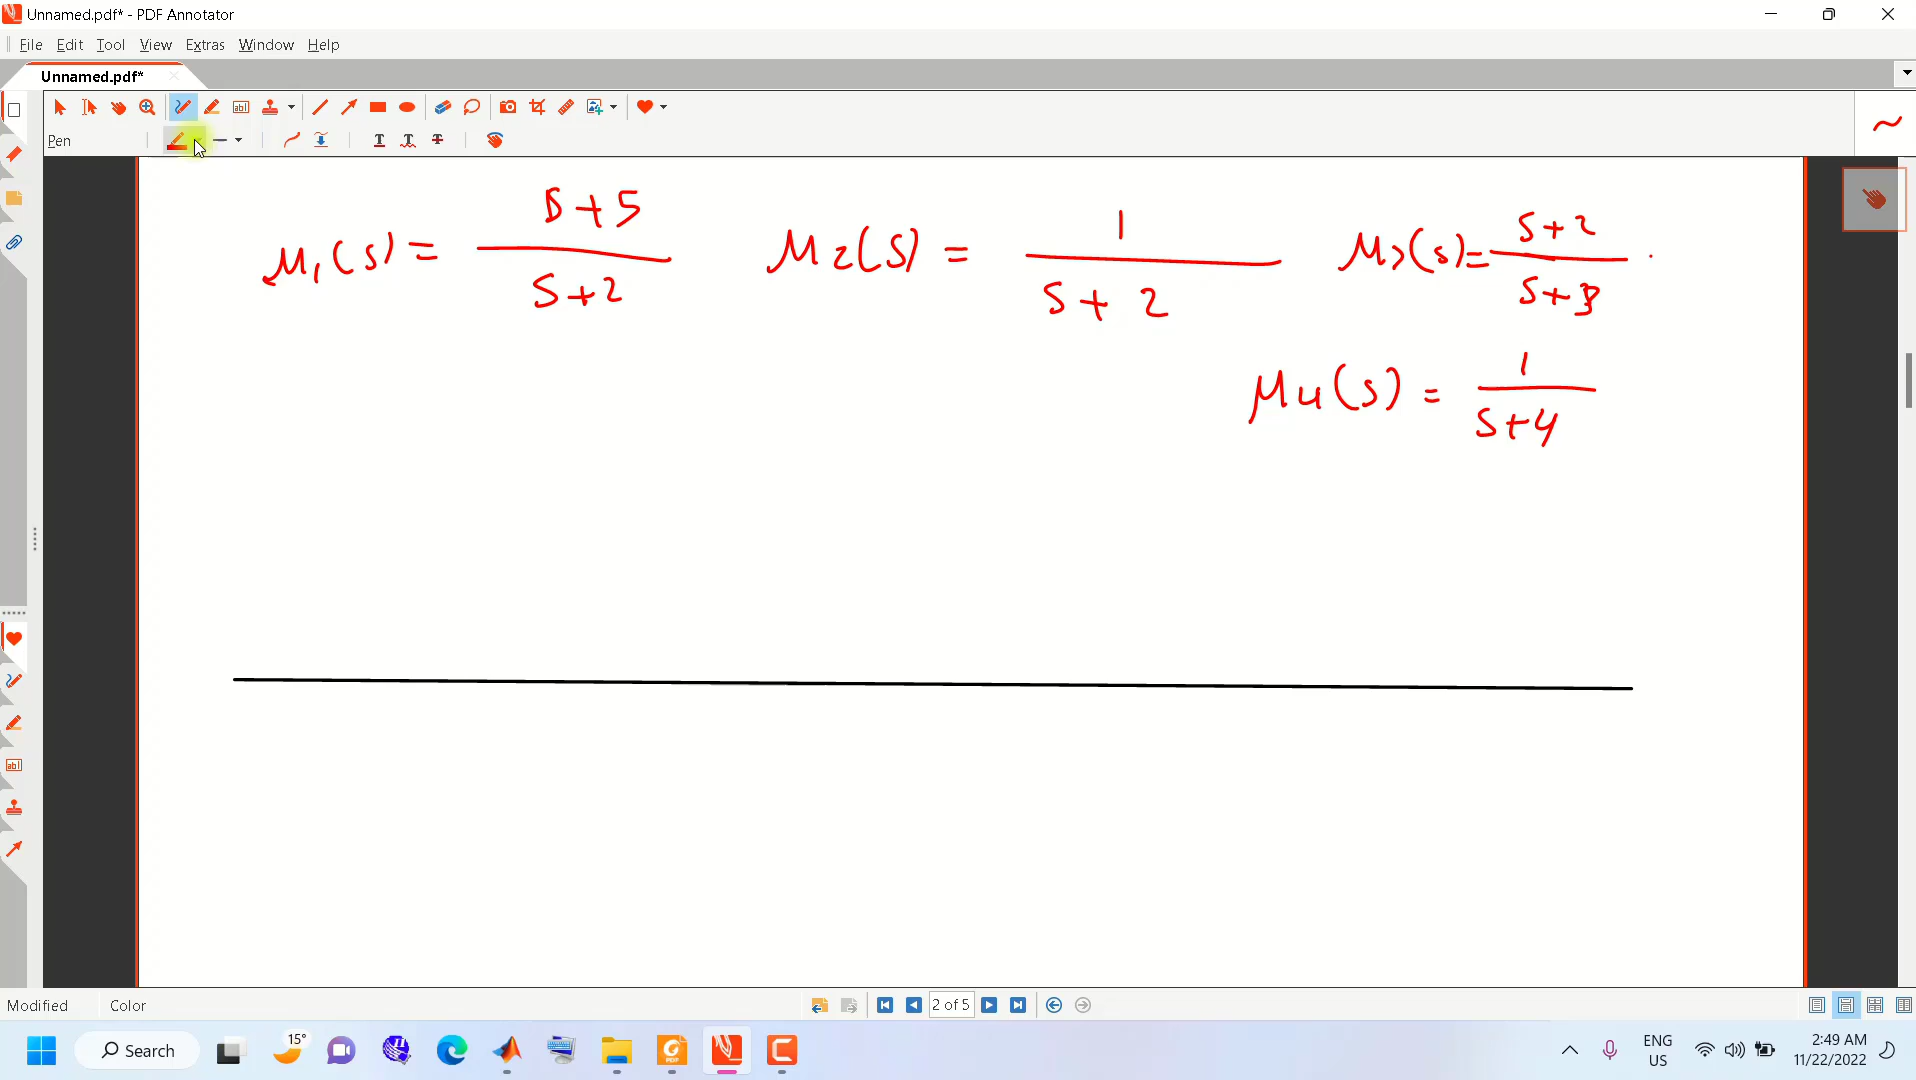 Unnamed.pdf* - PDF Annotator
File Edit Tool View Extras Window Help
Unnamed.pdf*
Pen
M1(s) = s+5 / s+2
M2(s) = 1 / s+2
M3(s) = s+2 / s+3
M4(s) = 1 / s+4
Modified Color
2 of 5
15°
Search
ENG
US
2:49 AM
11/22/2022